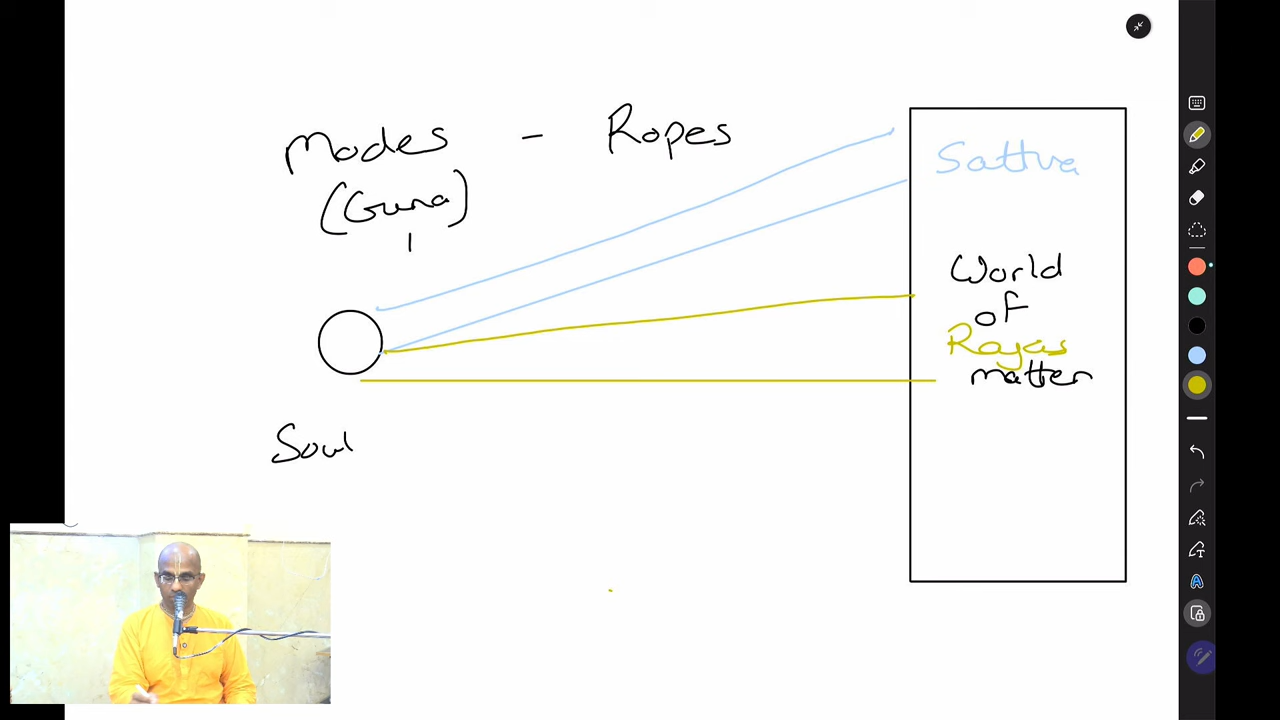 Modes - Ropes
(Guna)
Sattva
World
of
Rajas
matter
Soul